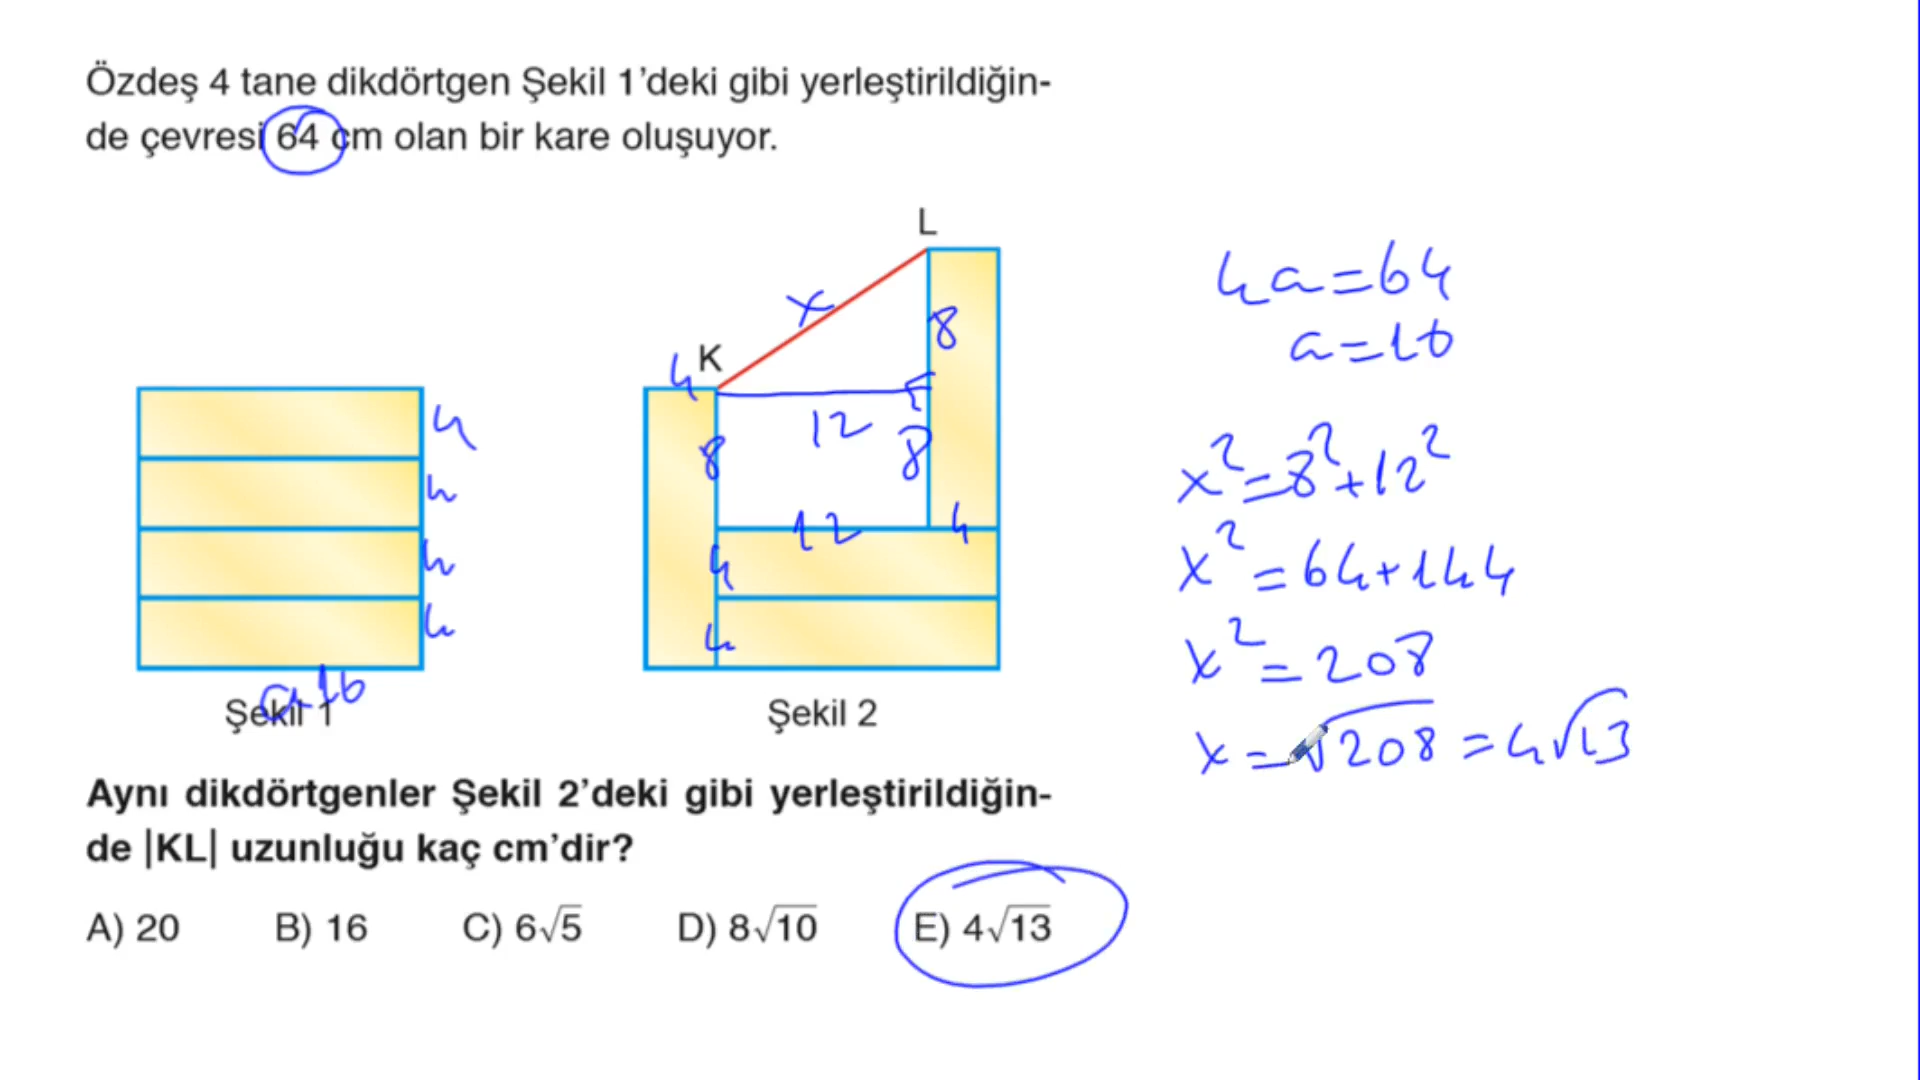 Özdeş 4 tane dikdörtgen Şekil 1'deki gibi yerleştirildiğin-
de çevresi 64 cm olan bir kare oluşuyor.
L
4a=64
x
8
a=16
4 K
4
12
8
8
x²=8²+12²
4
12
4
4
4
x²=64+144
4
4
x²=208
a 16
Şekil 1
Şekil 2
x=√208=4√13
Aynı dikdörtgenler Şekil 2'deki gibi yerleştirildiğin-
de |KL| uzunluğu kaç cm'dir?
A) 20 B) 16 C) 6√5 D) 8√10 E) 4√13